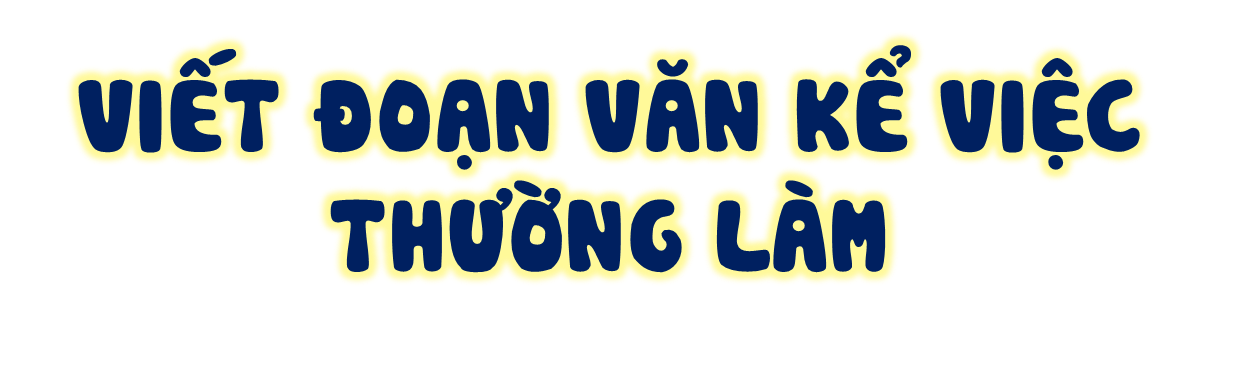 VIẾT ĐOẠN VĂN KỂ VIỆC
THƯỜNG LÀM